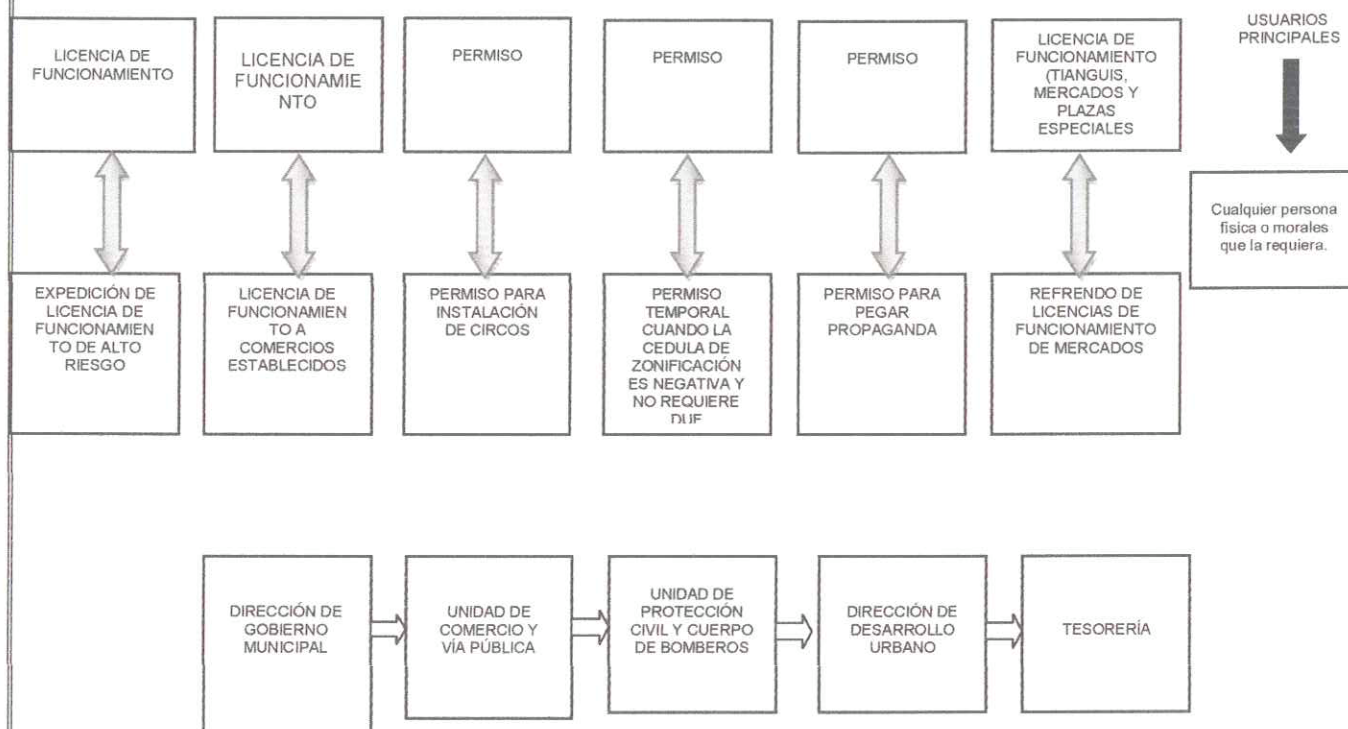 LICENCIA DE
FUNCIONAMIENTO
LICENCIA DE
FUNCIONAMIE
NTO
PERMISO
PERMISO
PERMISO
LICENCIA DE
FUNCIONAMIENTO
(TIANGUIS,
MERCADOS Y
PLAZAS
ESPECIALES
USUARIOS
PRINCIPALES
Cualquier persona
fisica o morales
que la requiera.
EXPEDICIÓN DE
LICENCIA DE
FUNCIONAMIEN
TO DE ALTO
RIESGO
LICENCIA DE
FUNCIONAMIEN
TO A
COMERCIOS
ESTABLECIDOS
PERMISO PARA
INSTALACIÓN
DE CIRCOS
PERMISO
TEMPORAL
CUANDO LA
CEDULA DE
ZONIFICACIÓN
ES NEGATIVA Y
NO REQUIERE
DUF
PERMISO PARA
PEGAR
PROPAGANDA
REFRENDO DE
LICENCIAS DE
FUNCIONAMIENTO
DE MERCADOS
DIRECCIÓN DE
GOBIERNO
MUNICIPAL
UNIDAD DE
COMERCIO Y
VÍA PÚBLICA
UNIDAD DE
PROTECCIÓN
CIVIL Y CUERPO
DE BOMBEROS
DIRECCIÓN DE
DESARROLLO
URBANO
TESORERÍA